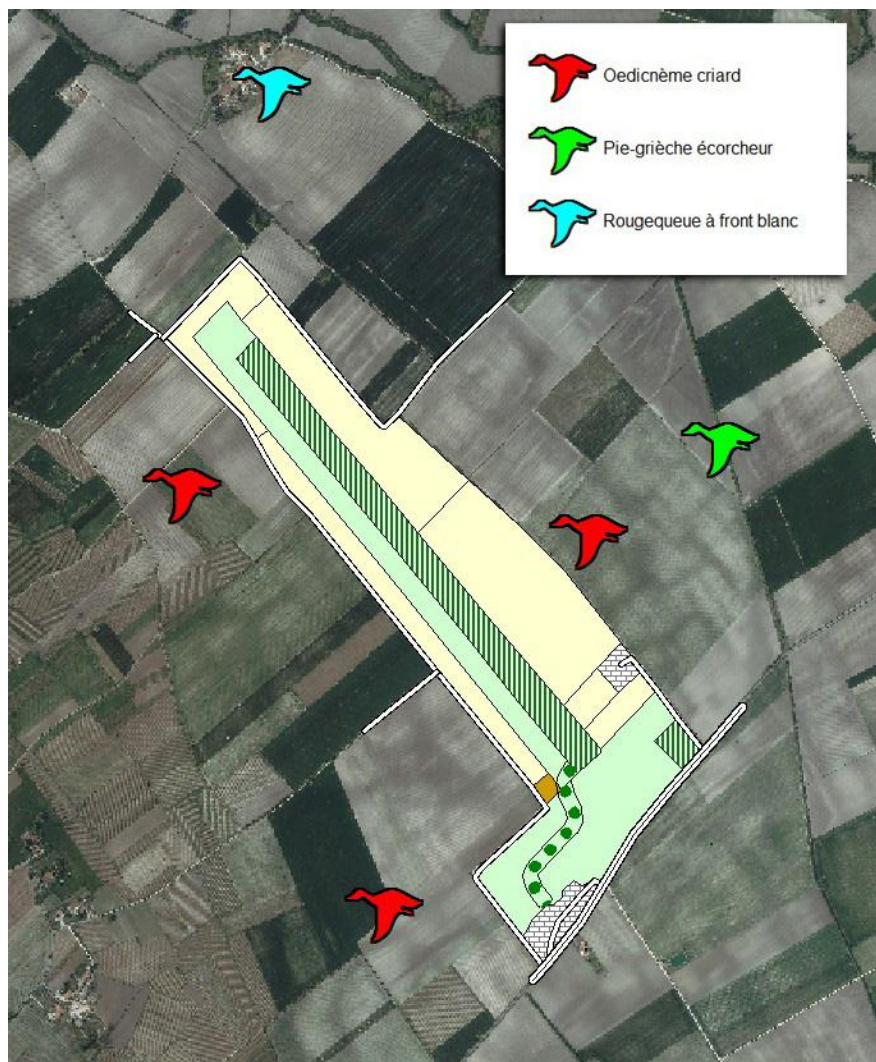 Oedicnème criard
Pie-grièche écorcheur
Rougequeue à front blanc